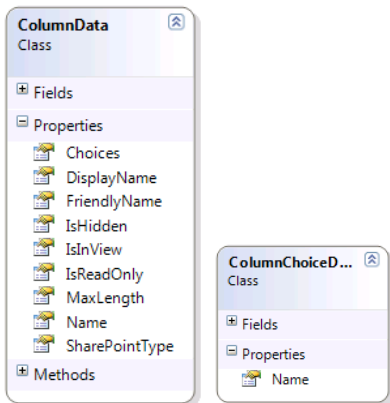 ColumnData
Class
Fields
Properties
Choices
DisplayName
FriendlyName
IsHidden
IsInView
IsReadOnly
MaxLength
Name
SharePointType
Methods
ColumnChoiceD...
Class
Fields
Properties
Name